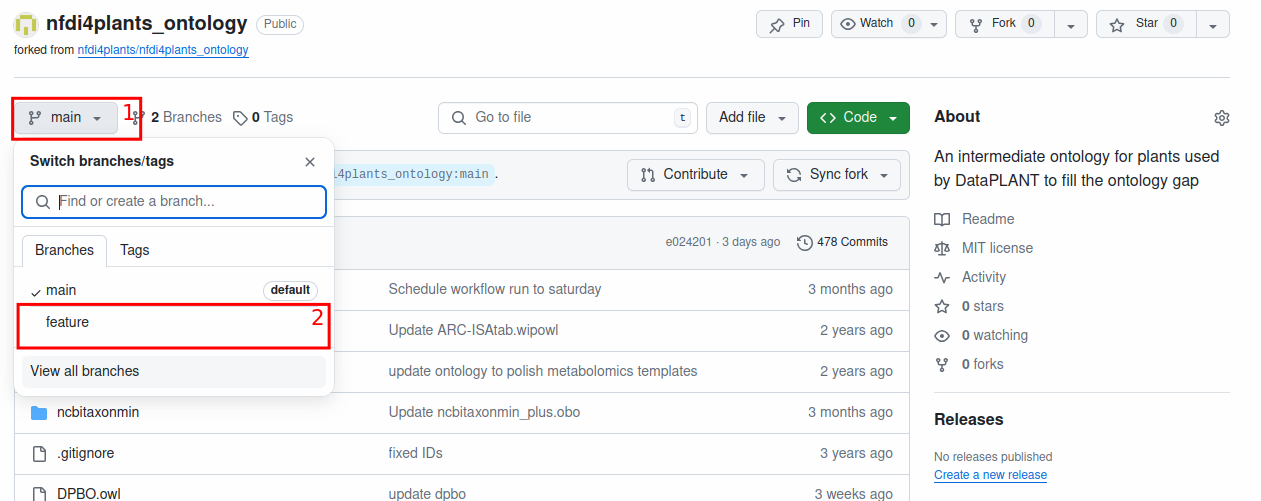 nfdi4plants_ontology Public
Pin Watch 0 Fork 0 Star 0
forked from nfdi4plants/nfdi4plants_ontology
main 1 2 Branches 0 Tags
Go to file t Add file Code
Switch branches/tags
l4plants_ontology:main.
Contribute Sync fork
Find or create a branch...
Branches Tags
e024201 · 3 days ago 478 Commits
main default
Schedule workflow run to saturday 3 months ago
feature 2
Update ARC-ISAtab.wipowl 2 years ago
View all branches
update ontology to polish metabolomics templates 2 years ago
ncbitaxonmin Update ncbitaxonmin_plus.obo 3 months ago
.gitignore fixed IDs 3 years ago
DPBO.owl update dpbo 3 weeks ago
About
An intermediate ontology for plants used
by DataPLANT to fill the ontology gap
Readme
MIT license
Activity
0 stars
0 watching
0 forks
Releases
No releases published
Create a new release